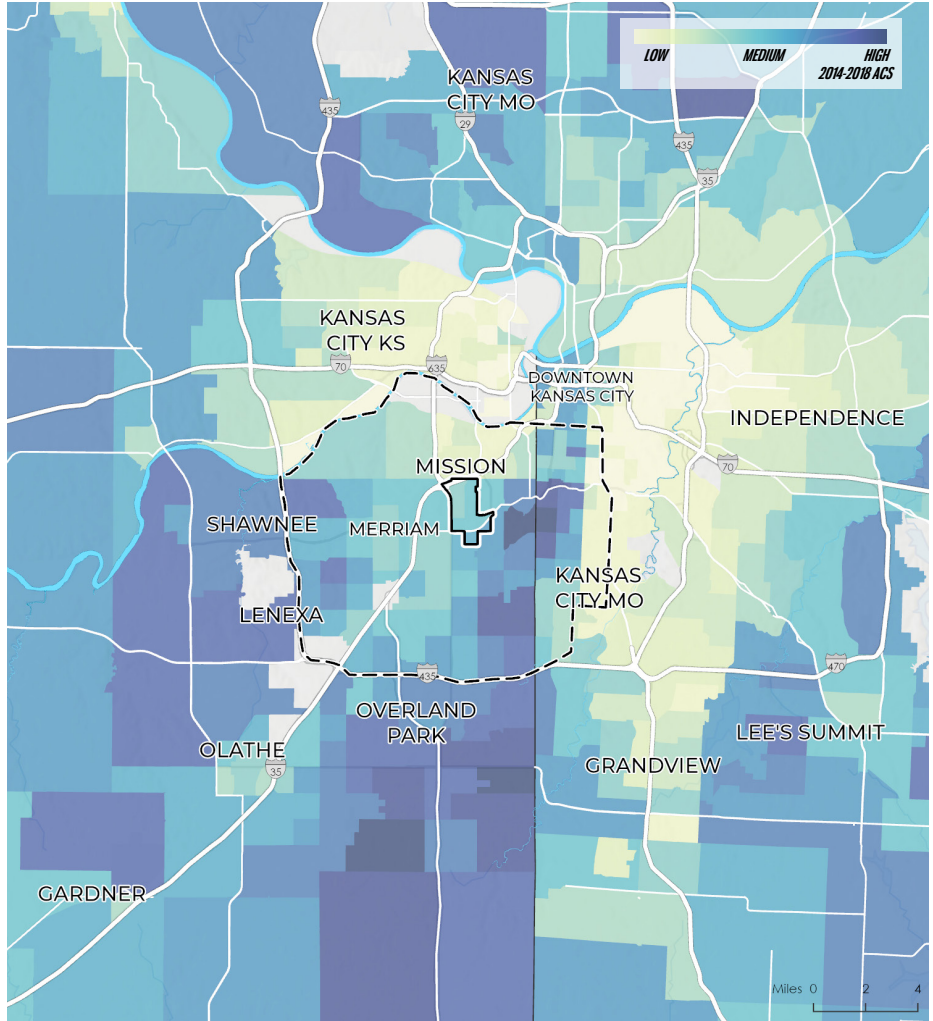 LOW MEDIUM HIGH
2014-2018 ACS
KANSAS
CITY MO
435
29
435
35
KANSAS
CITY KS
70
635
DOWNTOWN
KANSAS CITY
INDEPENDENCE
MISSION
70
SHAWNEE
MERRIAM
KANSAS
CITY MO
LENEXA
435
470
OVERLAND
PARK
LEE'S SUMMIT
OLATHE
GRANDVIEW
35
GARDNER
Miles 0 2 4